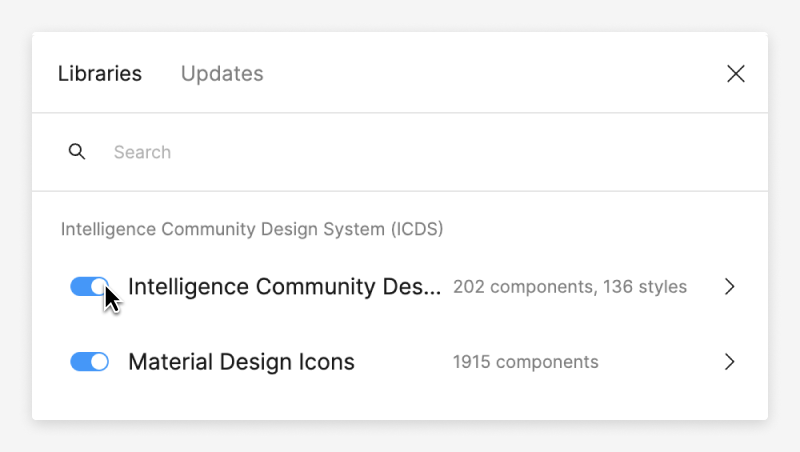 Libraries Updates
Search
Intelligence Community Design System (ICDS)
Intelligence Community Des... 202 components, 136 styles
Material Design Icons 1915 components